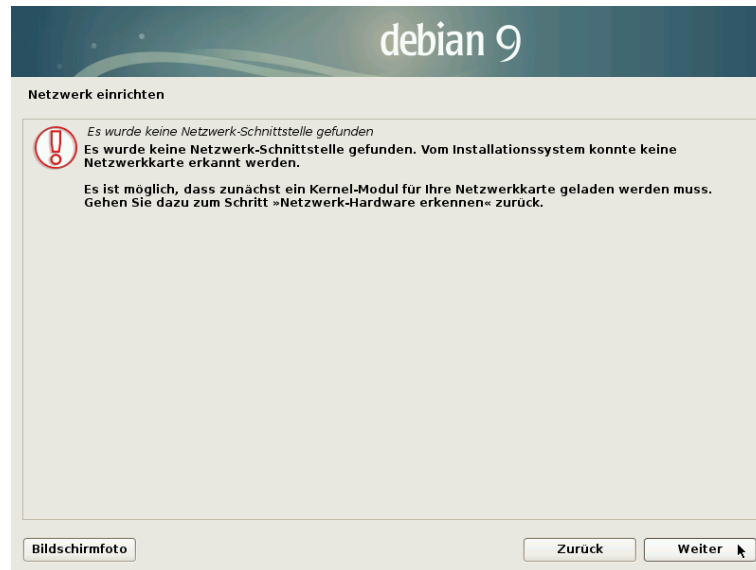 debian 9
Netzwerk einrichten
Es wurde keine Netzwerk-Schnittstelle gefunden
Es wurde keine Netzwerk-Schnittstelle gefunden. Vom Installationssystem konnte keine
Netzwerkkarte erkannt werden.
Es ist möglich, dass zunächst ein Kernel-Modul für Ihre Netzwerkkarte geladen werden muss.
Gehen Sie dazu zum Schritt »Netzwerk-Hardware erkennen« zurück.
Bildschirmfoto
Zurück
Weiter